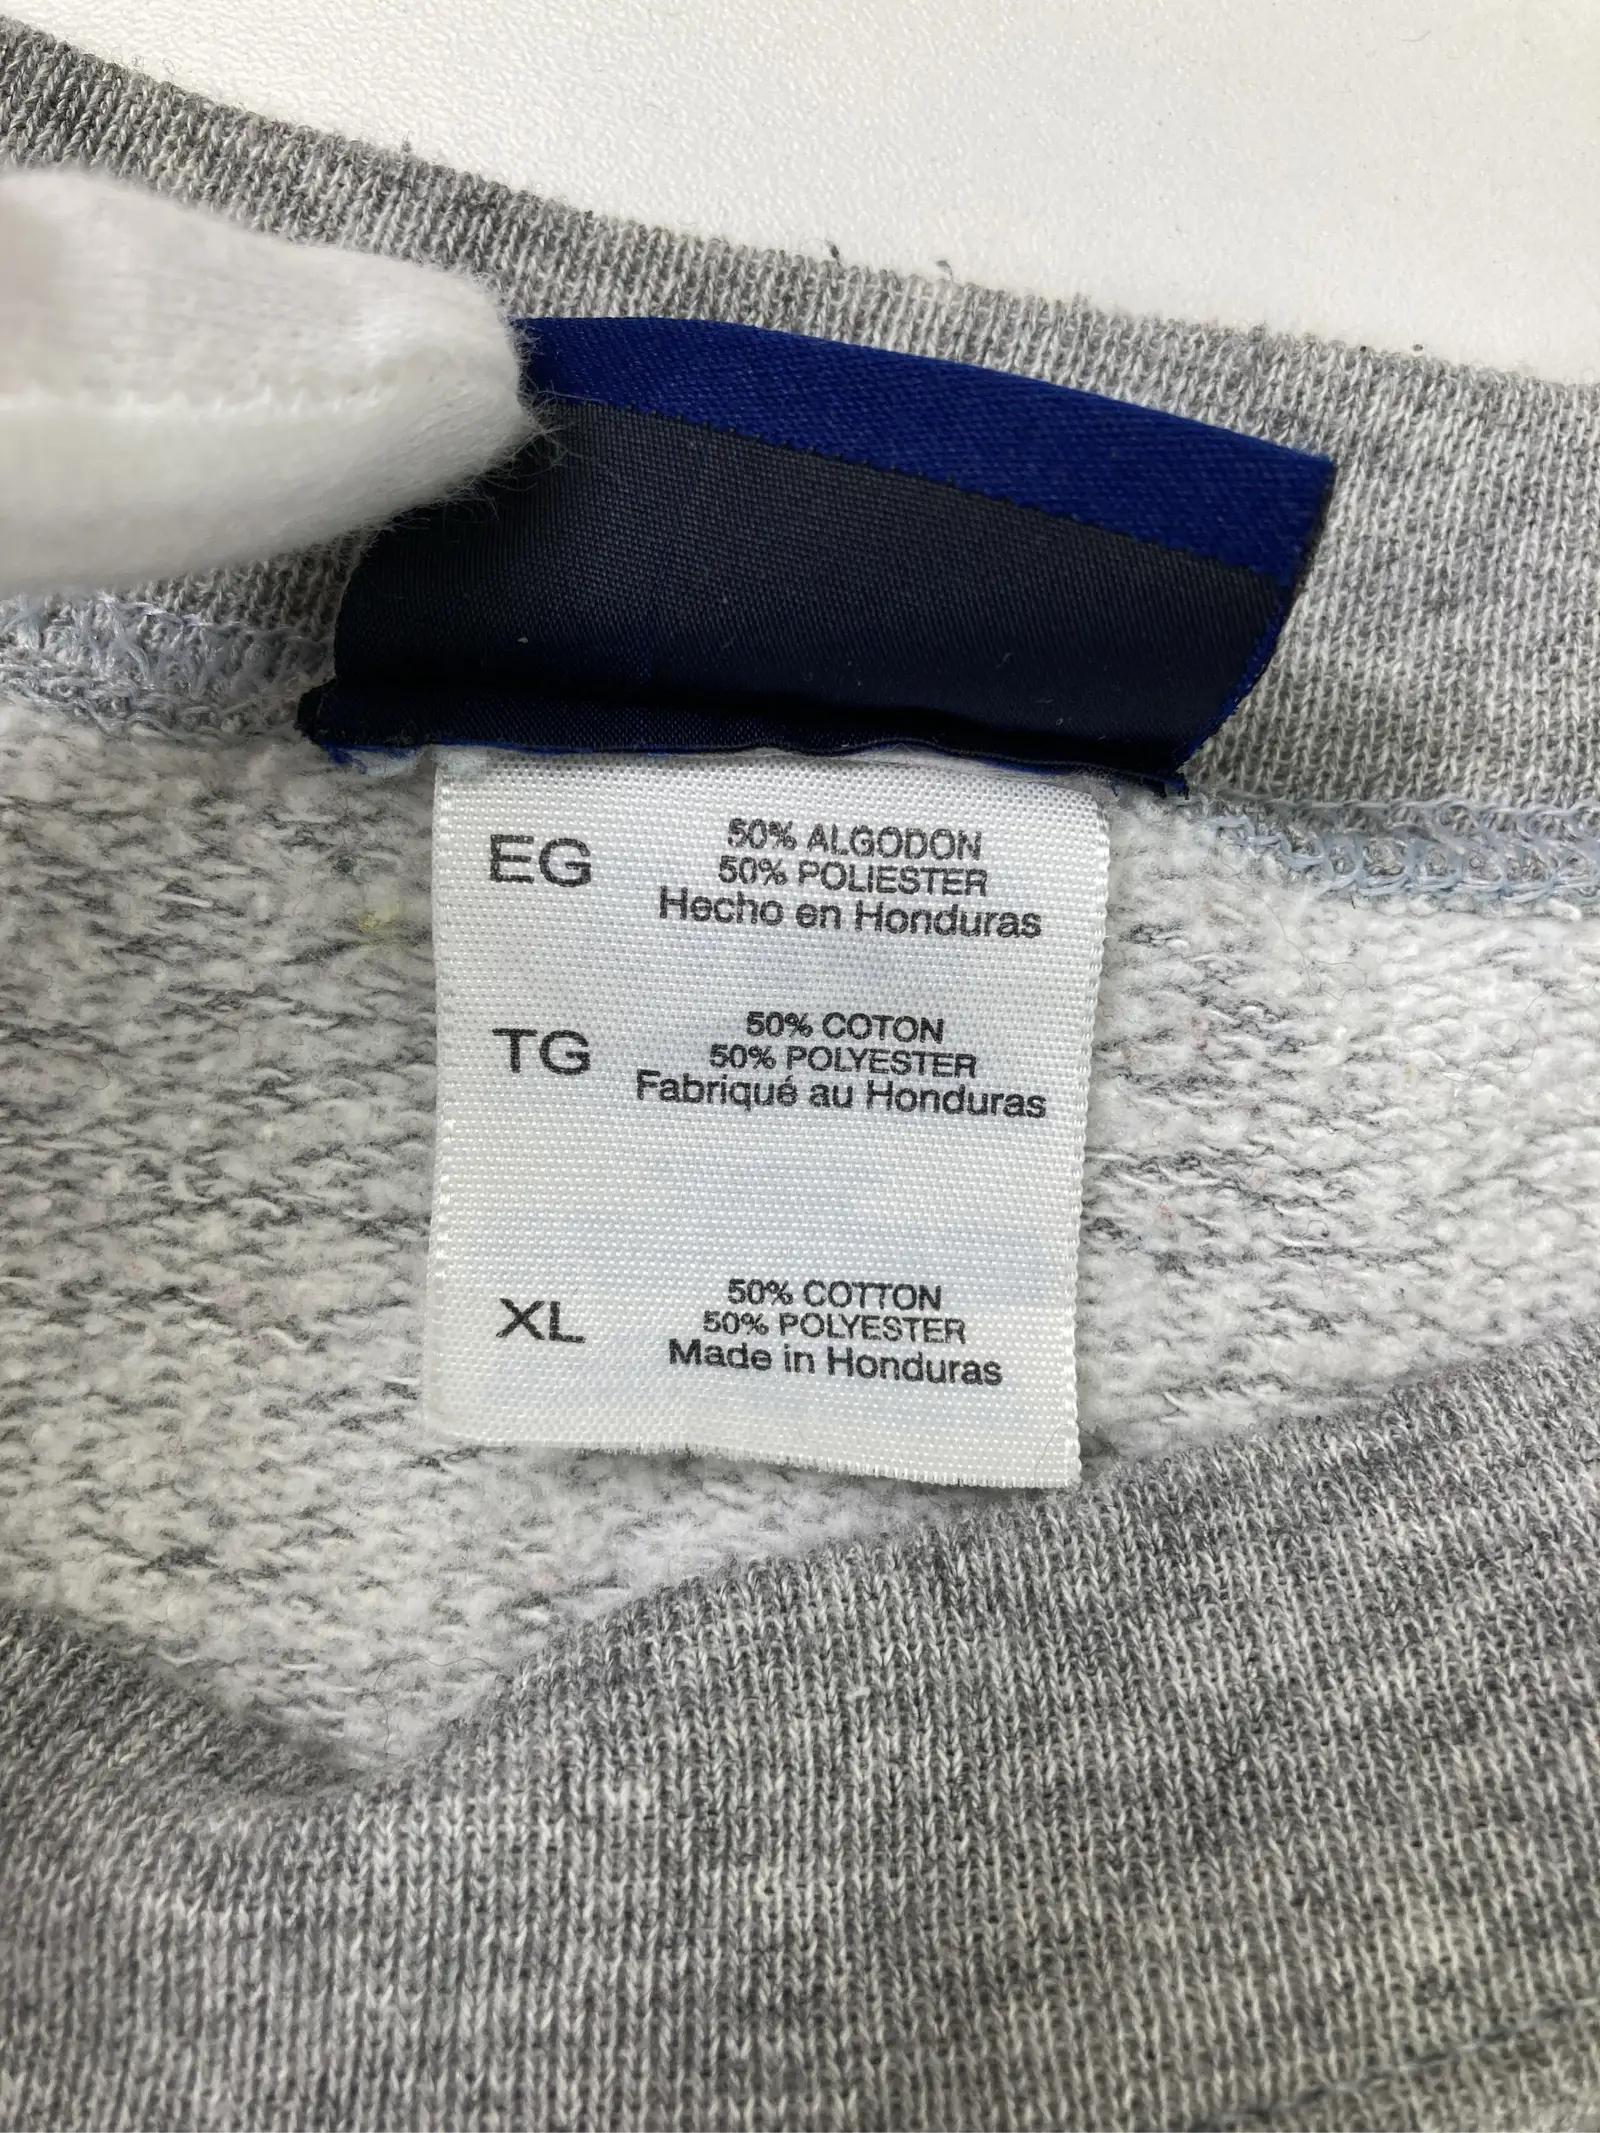 EG
50% ALGODON
50% POLIESTER
Hecho en Honduras
TG
50% COTON
50% POLYESTER
Fabriqué au Honduras
XL
50% COTTON
50% POLYESTER
Made in Honduras